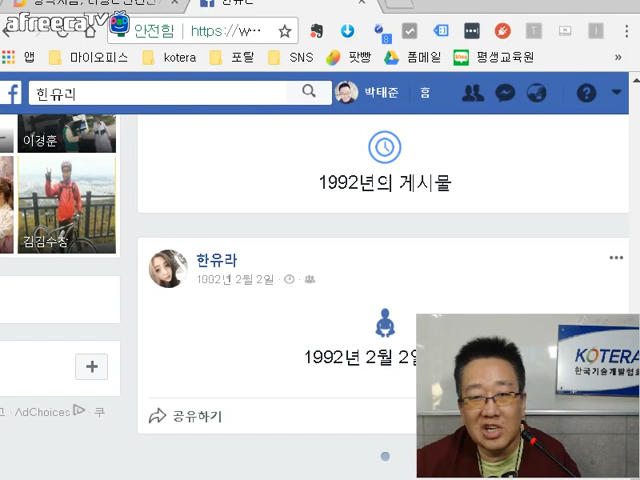 afreecaTV
한유라
안전함 https://w...
앱 마이오피스 kotera 포탈 SNS 팟빵 폼메일 평생교육원 »
f 한유리 박태준 홈
이경훈
1992년의 게시물
김김수창
한유라
1992년 2월 2일
1992년 2월 2일
KOTERA
한국기술개발협회
AdChoices
공유하기